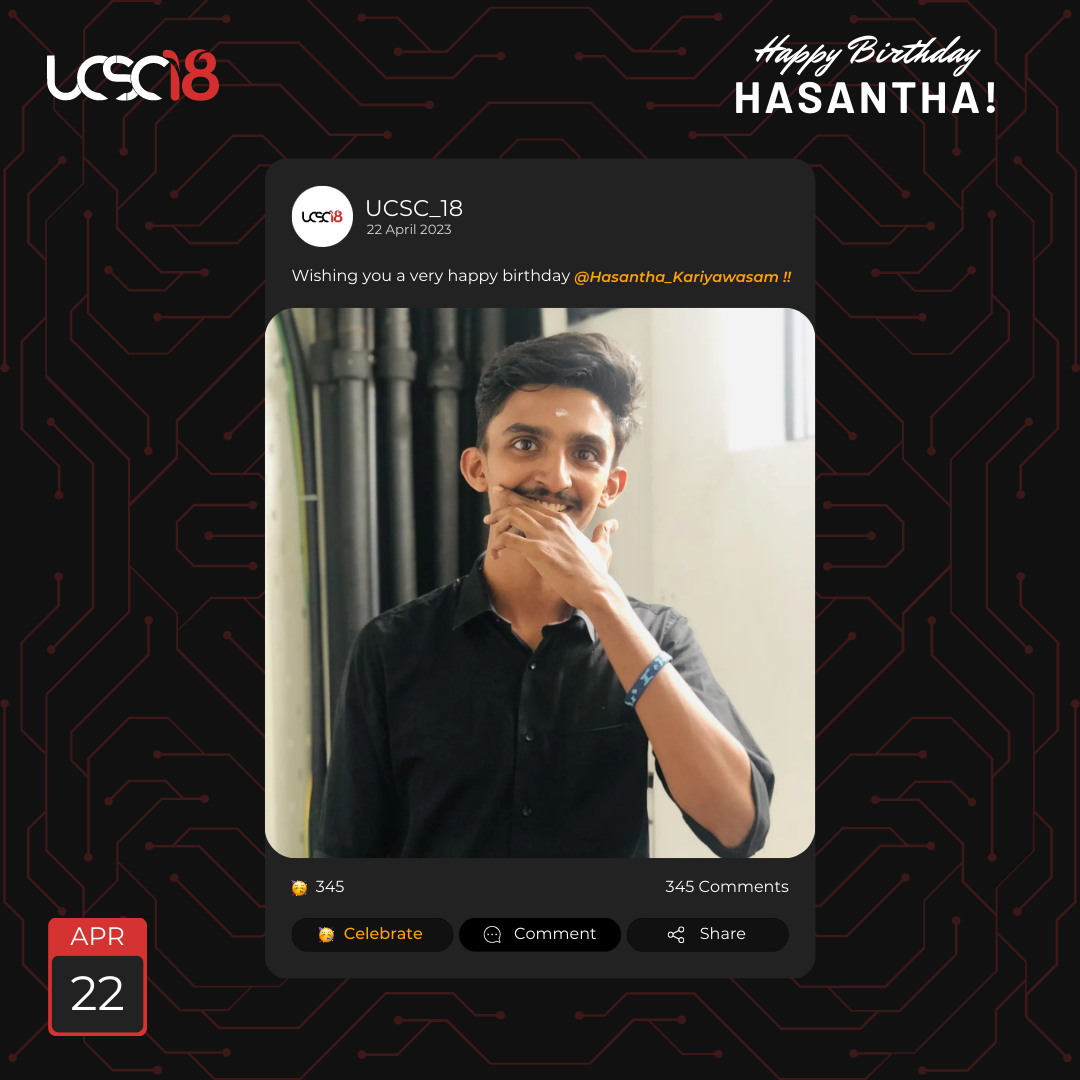 UCSC18
Happy Birthday
HASANTHA!
UCSC18
UCSC_18
22 April 2023
Wishing you a very happy birthday @Hasantha_Kariyawasam !!
345
345 Comments
Celebrate
Comment
Share
APR
22